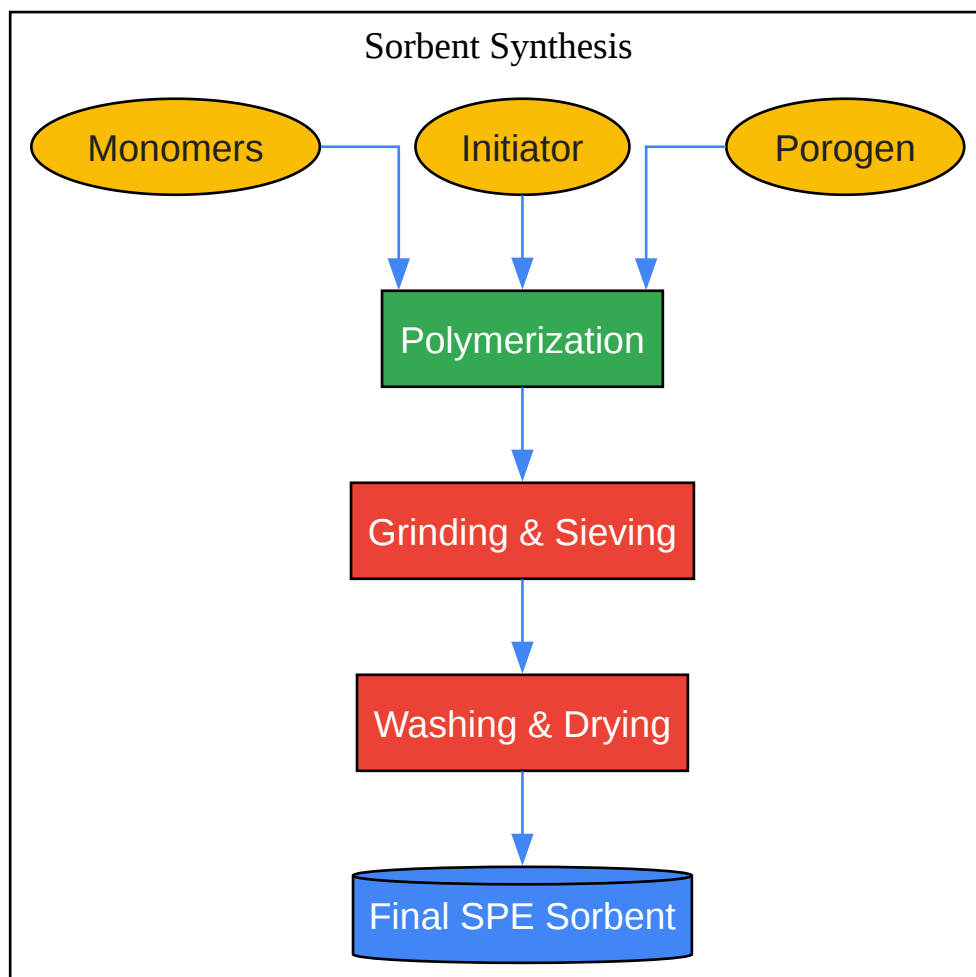 Sorbent Synthesis
Monomers
Initiator
Porogen
Polymerization
Grinding & Sieving
Washing & Drying
Final SPE Sorbent